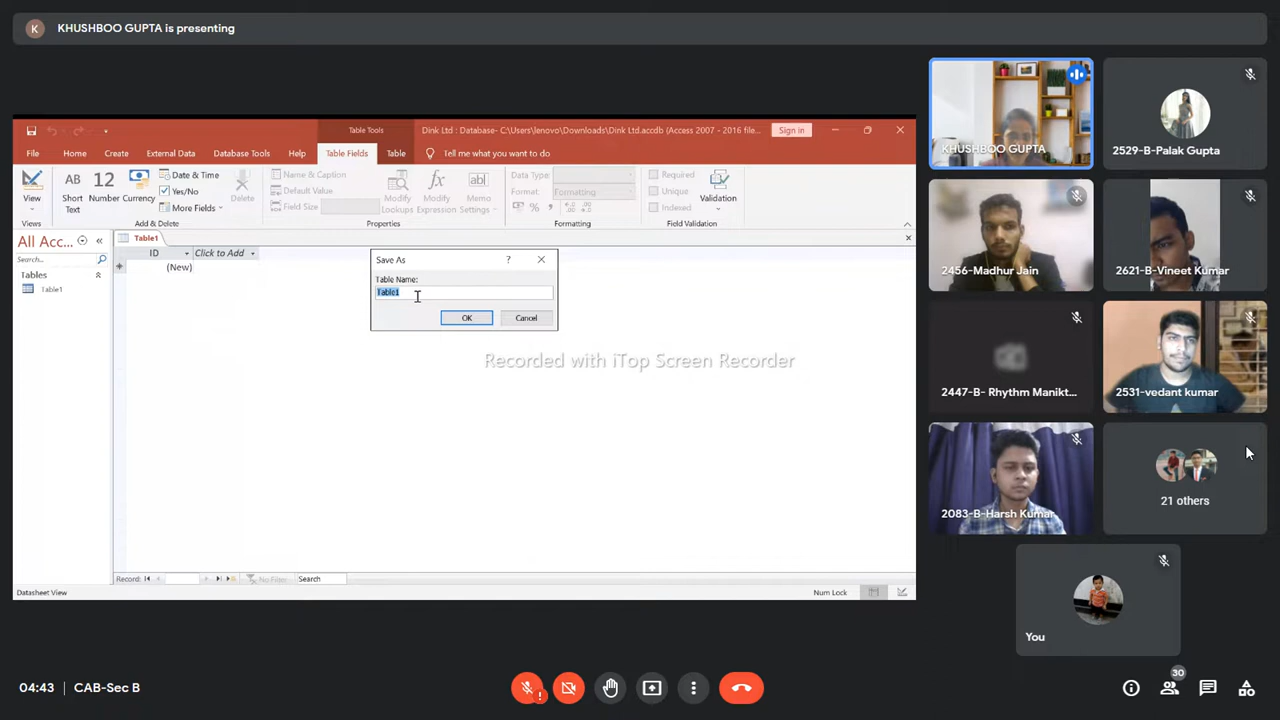 K KHUSHBOO GUPTA is presenting
Table Tools
Dink Ltd : Database- C:\Users\lenovo\Downloads\Dink Ltd.accdb (Access 2007 - 2016 file...
Sign in
File Home Create External Data Database Tools Help Table Fields Table Tell me what you want to do
View
Views
AB Short Text
12 Number
Currency
Date & Time
Yes/No
More Fields
Delete
Add & Delete
Name & Caption
Default Value
Field Size
Modify Lookups
fx Modify Expression
ab Memo Settings
Properties
Data Type:
Format: Formatting
$ % ,
Formatting
Required
Unique
Indexed
Validation
Field Validation
All Acc...
Search...
Tables
Table1
Table1
ID Click to Add
(New)
Save As ?
Table Name:
Table1
OK Cancel
Recorded with iTop Screen Recorder
Record: No Filter Search
Datasheet View Num Lock
KHUSHBOO GUPTA
2529-B-Palak Gupta
2456-Madhur Jain
2621-B-Vineet Kumar
2447-B- Rhythm Manikt...
2531-vedant kumar
2083-B-Harsh Kumar
21 others
You
04:43 | CAB-Sec B
30